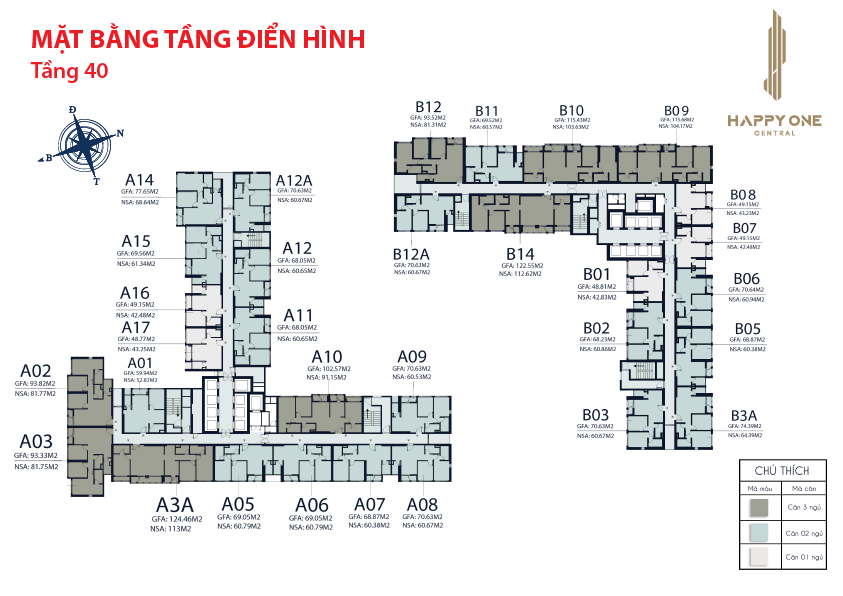 MẶT BẰNG TẦNG ĐIỂN HÌNH
Tầng 40
HAPPY ONE
CENTRAL
Đ
N
B
T
B12
GFA: 93.52M2
NSA: 81.31M2
B11
GFA: 69.52M2
NSA: 60.57M2
B10
GFA: 115.43M2
NSA: 103.63M2
B09
GFA: 115.68M2
NSA: 104.17M2
A14
GFA: 77.65M2
NSA: 68.64M2
A12A
GFA: 70.63M2
NSA: 60.67M2
B08
GFA: 49.15M2
NSA: 43.23M2
B07
GFA: 49.15M2
NSA: 42.48M2
A15
GFA: 69.56M2
NSA: 61.34M2
A12
GFA: 68.05M2
NSA: 60.65M2
B12A
GFA: 70.63M2
NSA: 60.67M2
B14
GFA: 122.55M2
NSA: 112.62M2
B01
GFA: 48.81M2
NSA: 42.83M2
B06
GFA: 70.64M2
NSA: 60.94M2
A16
GFA: 49.15M2
NSA: 42.48M2
A17
GFA: 48.77M2
NSA: 43.25M2
A11
GFA: 68.05M2
NSA: 60.65M2
B02
GFA: 68.23M2
NSA: 60.86M2
B05
GFA: 68.87M2
NSA: 60.38M2
A02
GFA: 93.82M2
NSA: 81.77M2
A01
GFA: 59.94M2
NSA: 52.82M2
A10
GFA: 102.57M2
NSA: 91.15M2
A09
GFA: 70.63M2
NSA: 60.53M2
B03
GFA: 70.63M2
NSA: 60.67M2
B3A
GFA: 74.39M2
NSA: 64.39M2
A03
GFA: 93.33M2
NSA: 81.75M2
A3A
GFA: 124.46M2
NSA: 113M2
A05
GFA: 69.05M2
NSA: 60.79M2
A06
GFA: 69.05M2
NSA: 60.79M2
A07
GFA: 68.87M2
NSA: 60.38M2
A08
GFA: 70.63M2
NSA: 60.67M2
CHÚ THÍCH
Mã màu
Mã căn
Căn 3 ngủ
Căn 02 ngủ
Căn 01 ngủ